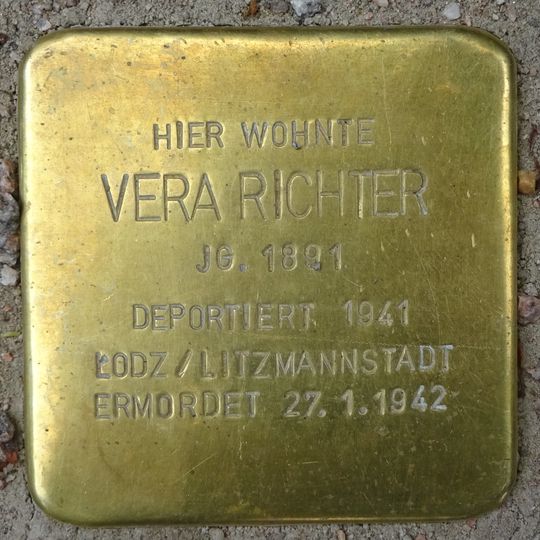 HIER WOHNTE
VERA RICHTER
JG. 1891
DEPORTIERT 1941
ŁODZ / LITZMANNSTADT
ERMORDET 27. 1. 1942